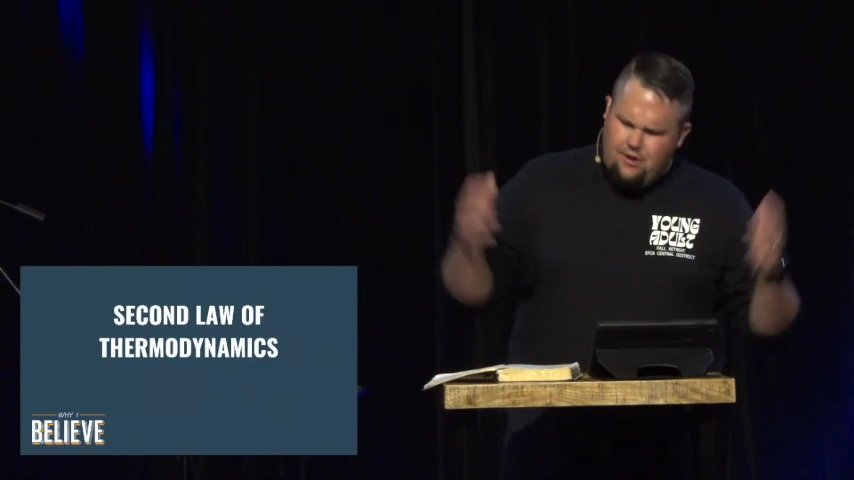 YOUNG
ADULT
FALL RETREAT
EFCA CENTRAL DISTRICT
SECOND LAW OF
THERMODYNAMICS
WHY I
BELIEVE